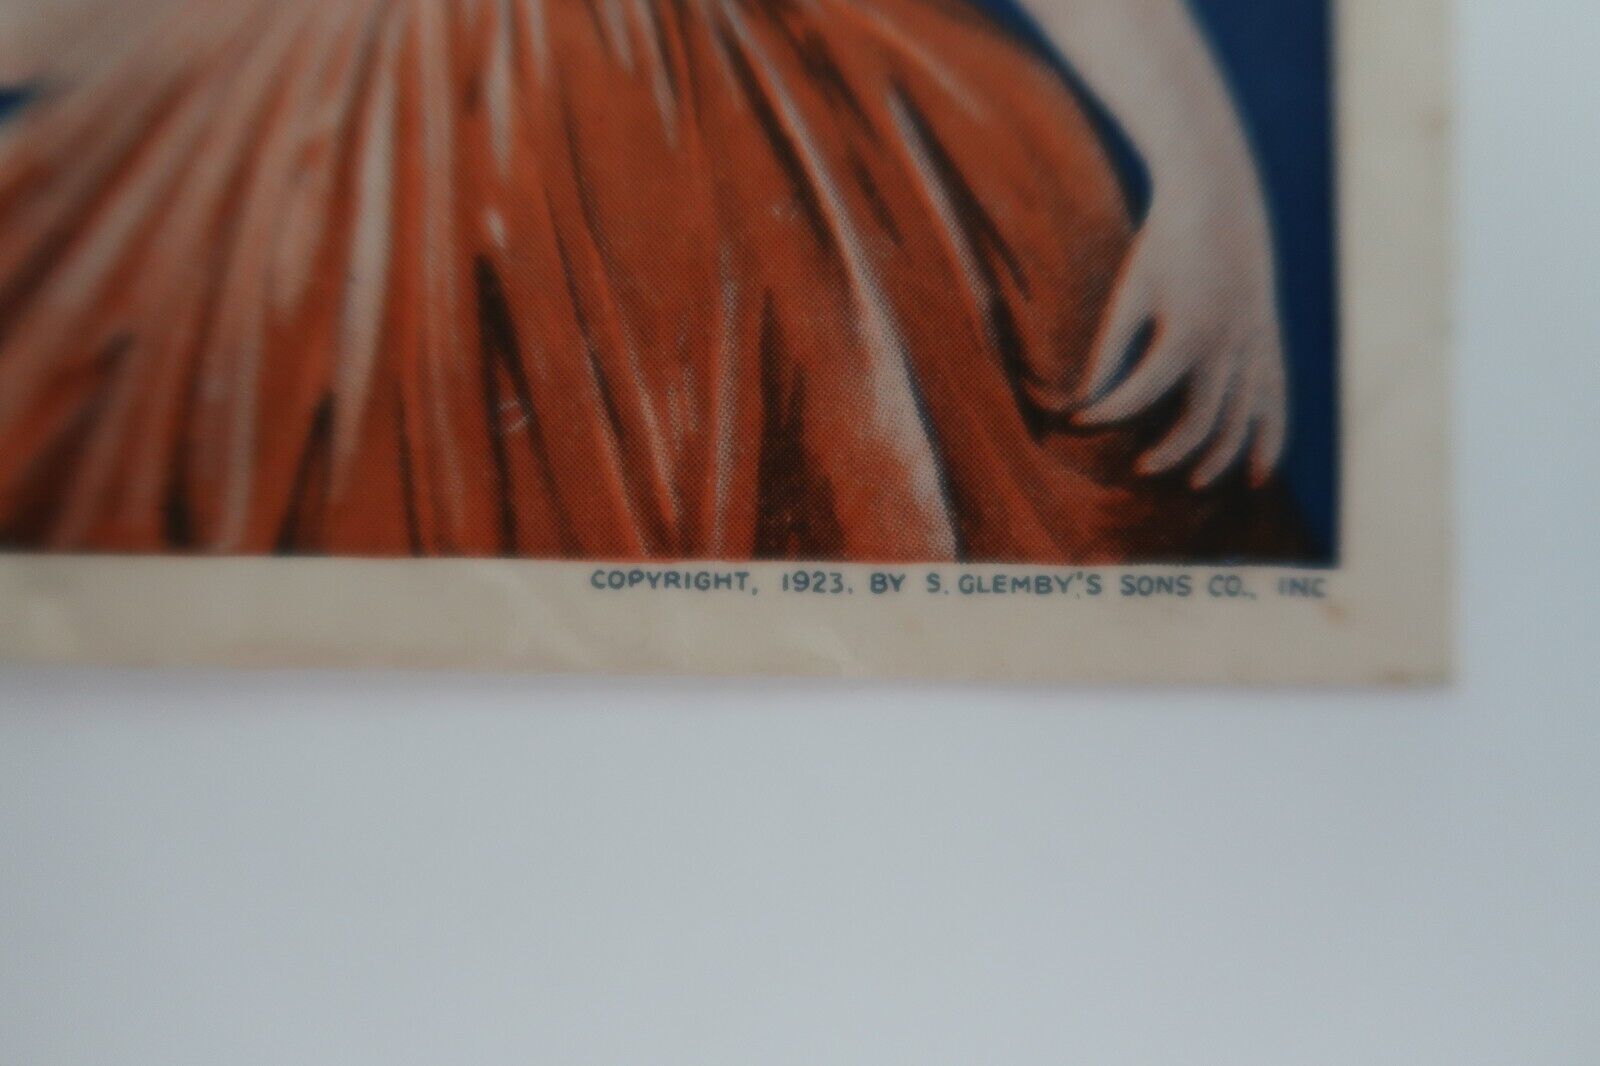 COPYRIGHT, 1923. BY S. GLEMBY'S SONS CO., INC